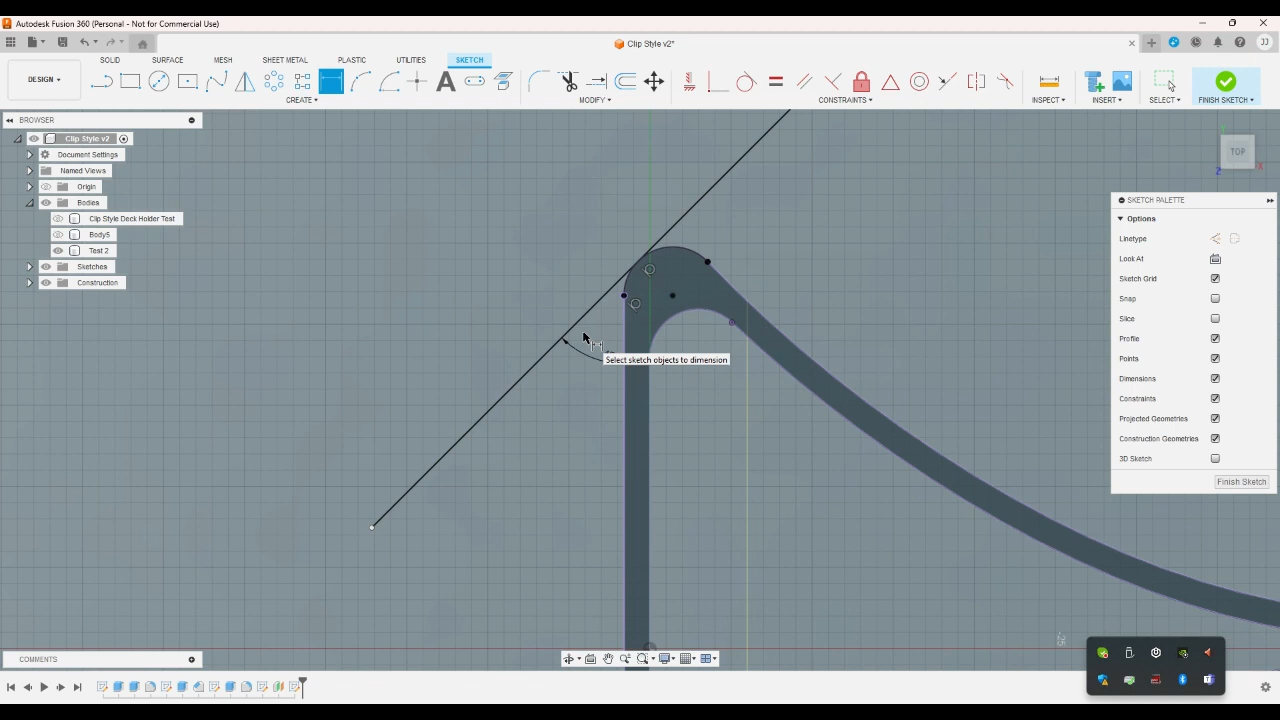 Autodesk Fusion 360 (Personal - Not for Commercial Use)
Clip Style v2*
JJ
DESIGN
SOLID
SURFACE
MESH
SHEET METAL
PLASTIC
UTILITIES
SKETCH
CREATE
MODIFY
CONSTRAINTS
INSPECT
INSERT
SELECT
FINISH SKETCH
BROWSER
Clip Style v2
Document Settings
Named Views
Origin
Bodies
Clip Style Deck Holder Test
Body5
Test 2
Sketches
Construction
TOP
X
Z
Select sketch objects to dimension
SKETCH PALETTE
Options
Linetype
Look At
Sketch Grid
Snap
Slice
Profile
Points
Dimensions
Constraints
Projected Geometries
Construction Geometries
3D Sketch
Finish Sketch
-25
COMMENTS